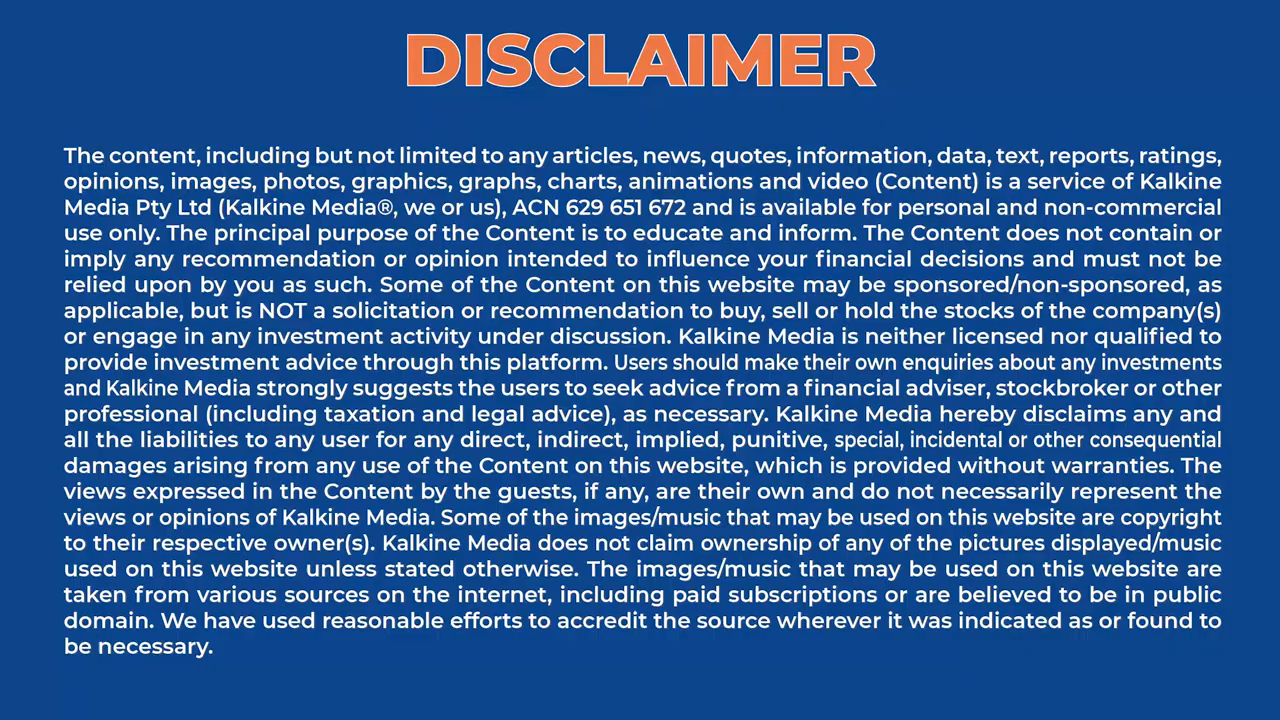 DISCLAIMER
The content, including but not limited to any articles, news, quotes, information, data, text, reports, ratings,
opinions, images, photos, graphics, graphs, charts, animations and video (Content) is a service of Kalkine
Media Pty Ltd (Kalkine Media®, we or us), ACN 629 651 672 and is available for personal and non-commercial
use only. The principal purpose of the Content is to educate and inform. The Content does not contain or
imply any recommendation or opinion intended to influence your financial decisions and must not be
relied upon by you as such. Some of the Content on this website may be sponsored/non-sponsored, as
applicable, but is NOT a solicitation or recommendation to buy, sell or hold the stocks of the company(s)
or engage in any investment activity under discussion. Kalkine Media is neither licensed nor qualified to
provide investment advice through this platform. Users should make their own enquiries about any investments
and Kalkine Media strongly suggests the users to seek advice from a financial adviser, stockbroker or other
professional (including taxation and legal advice), as necessary. Kalkine Media hereby disclaims any and
all the liabilities to any user for any direct, indirect, implied, punitive, special, incidental or other consequential
damages arising from any use of the Content on this website, which is provided without warranties. The
views expressed in the Content by the guests, if any, are their own and do not necessarily represent the
views or opinions of Kalkine Media. Some of the images/music that may be used on this website are copyright
to their respective owner(s). Kalkine Media does not claim ownership of any of the pictures displayed/music
used on this website unless stated otherwise. The images/music that may be used on this website are
taken from various sources on the internet, including paid subscriptions or are believed to be in public
domain. We have used reasonable efforts to accredit the source wherever it was indicated as or found to
be necessary.